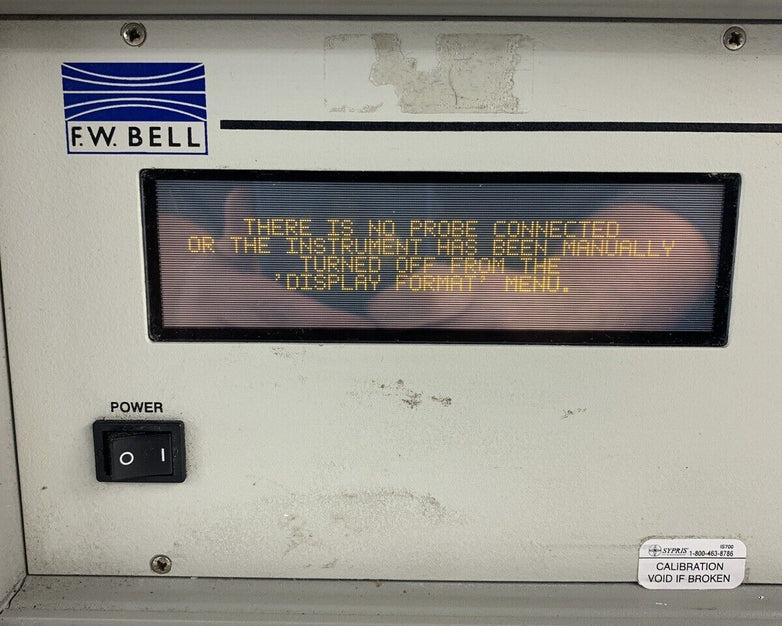 F.W. BELL
THERE IS NO PROBE CONNECTED
OR THE INSTRUMENT HAS BEEN MANUALLY
TURNED OFF FROM THE
'DISPLAY FORMAT' MENU.
POWER
O I
IS700
SYPRIS 1-800-463-8786
CALIBRATION
VOID IF BROKEN